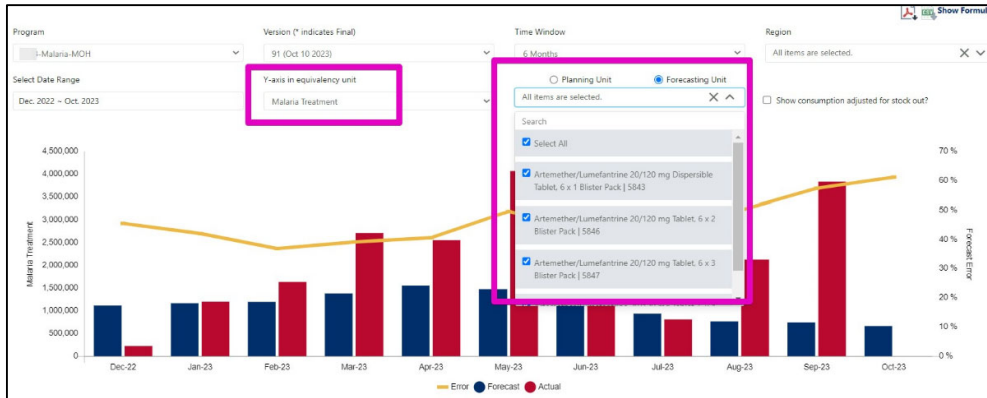 Show Formul
Program
Version (* indicates Final)
Time Window
Region
-Malaria-MOH
91 (Oct 10 2023)
6 Months
All items are selected.
Select Date Range
Y-axis in equivalency unit
Planning Unit
Forecasting Unit
Dec. 2022 ~ Oct. 2023
Malaria Treatment
All items are selected.
Show consumption adjusted for stock out?
Search
Select All
Artemether/Lumefantrine 20/120 mg Dispersible
Tablet, 6 x 1 Blister Pack | 5843
Artemether/Lumefantrine 20/120 mg Tablet, 6 x 2
Blister Pack | 5846
Artemether/Lumefantrine 20/120 mg Tablet, 6 x 3
Blister Pack | 5847
4,500,000
4,000,000
3,500,000
3,000,000
2,500,000
2,000,000
1,500,000
1,000,000
500,000
0
Malaria Treatment
70 %
60 %
50 %
40 %
30 %
20 %
10 %
0 %
Forecast Error
Dec-22
Jan-23
Feb-23
Mar-23
Apr-23
May-23
Jun-23
Jul-23
Aug-23
Sep-23
Oct-23
Error
Forecast
Actual